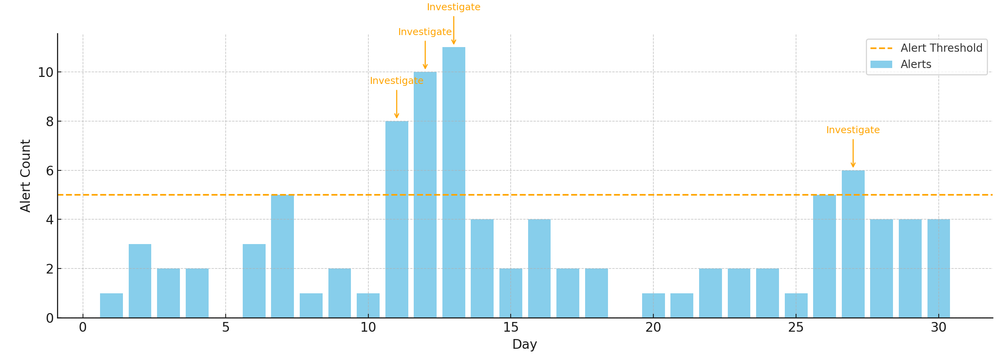 Investigate
Investigate
Investigate
Investigate
Alert Threshold
Alerts
Alert Count
10
8
6
4
2
0
0 5 10 15 20 25 30
Day